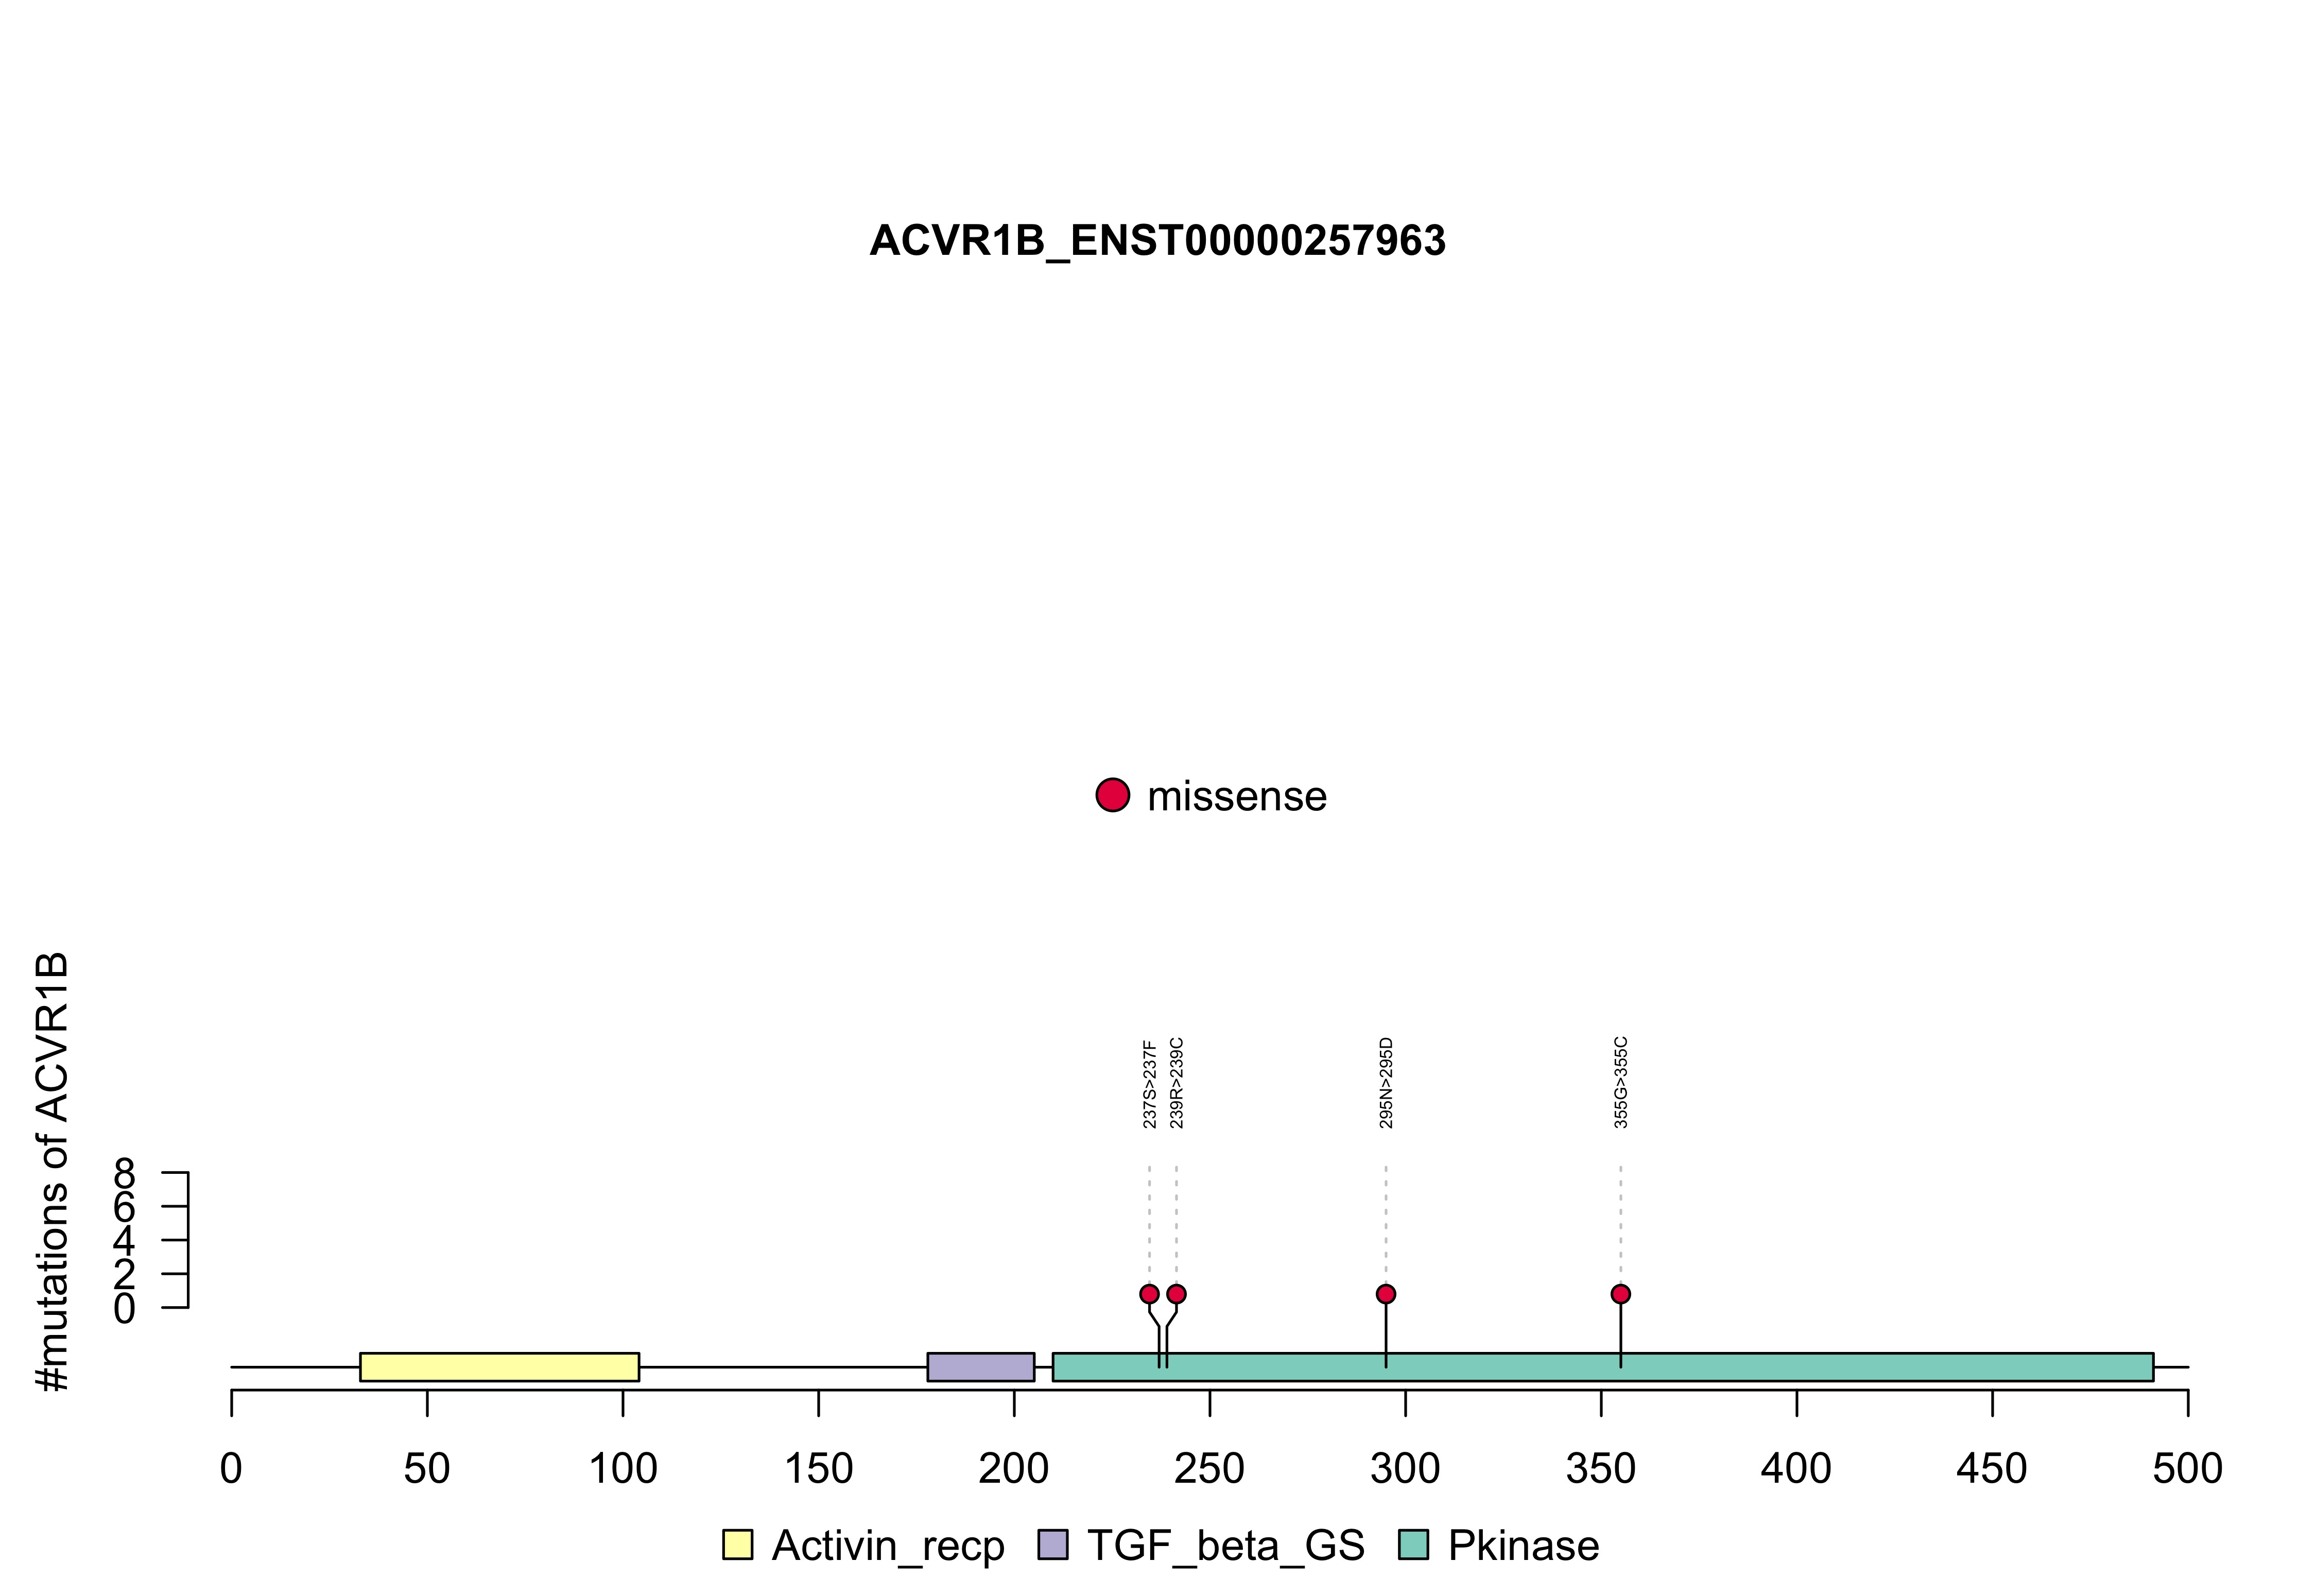 ACVR1B_ENST00000257963
missense
#mutations of ACVR1B
237S>237F
239R>239C
295N>295D
355G>355C
8
6
4
2
0
0 50 100 150 200 250 300 350 400 450 500
Activin_recp TGF_beta_GS Pkinase